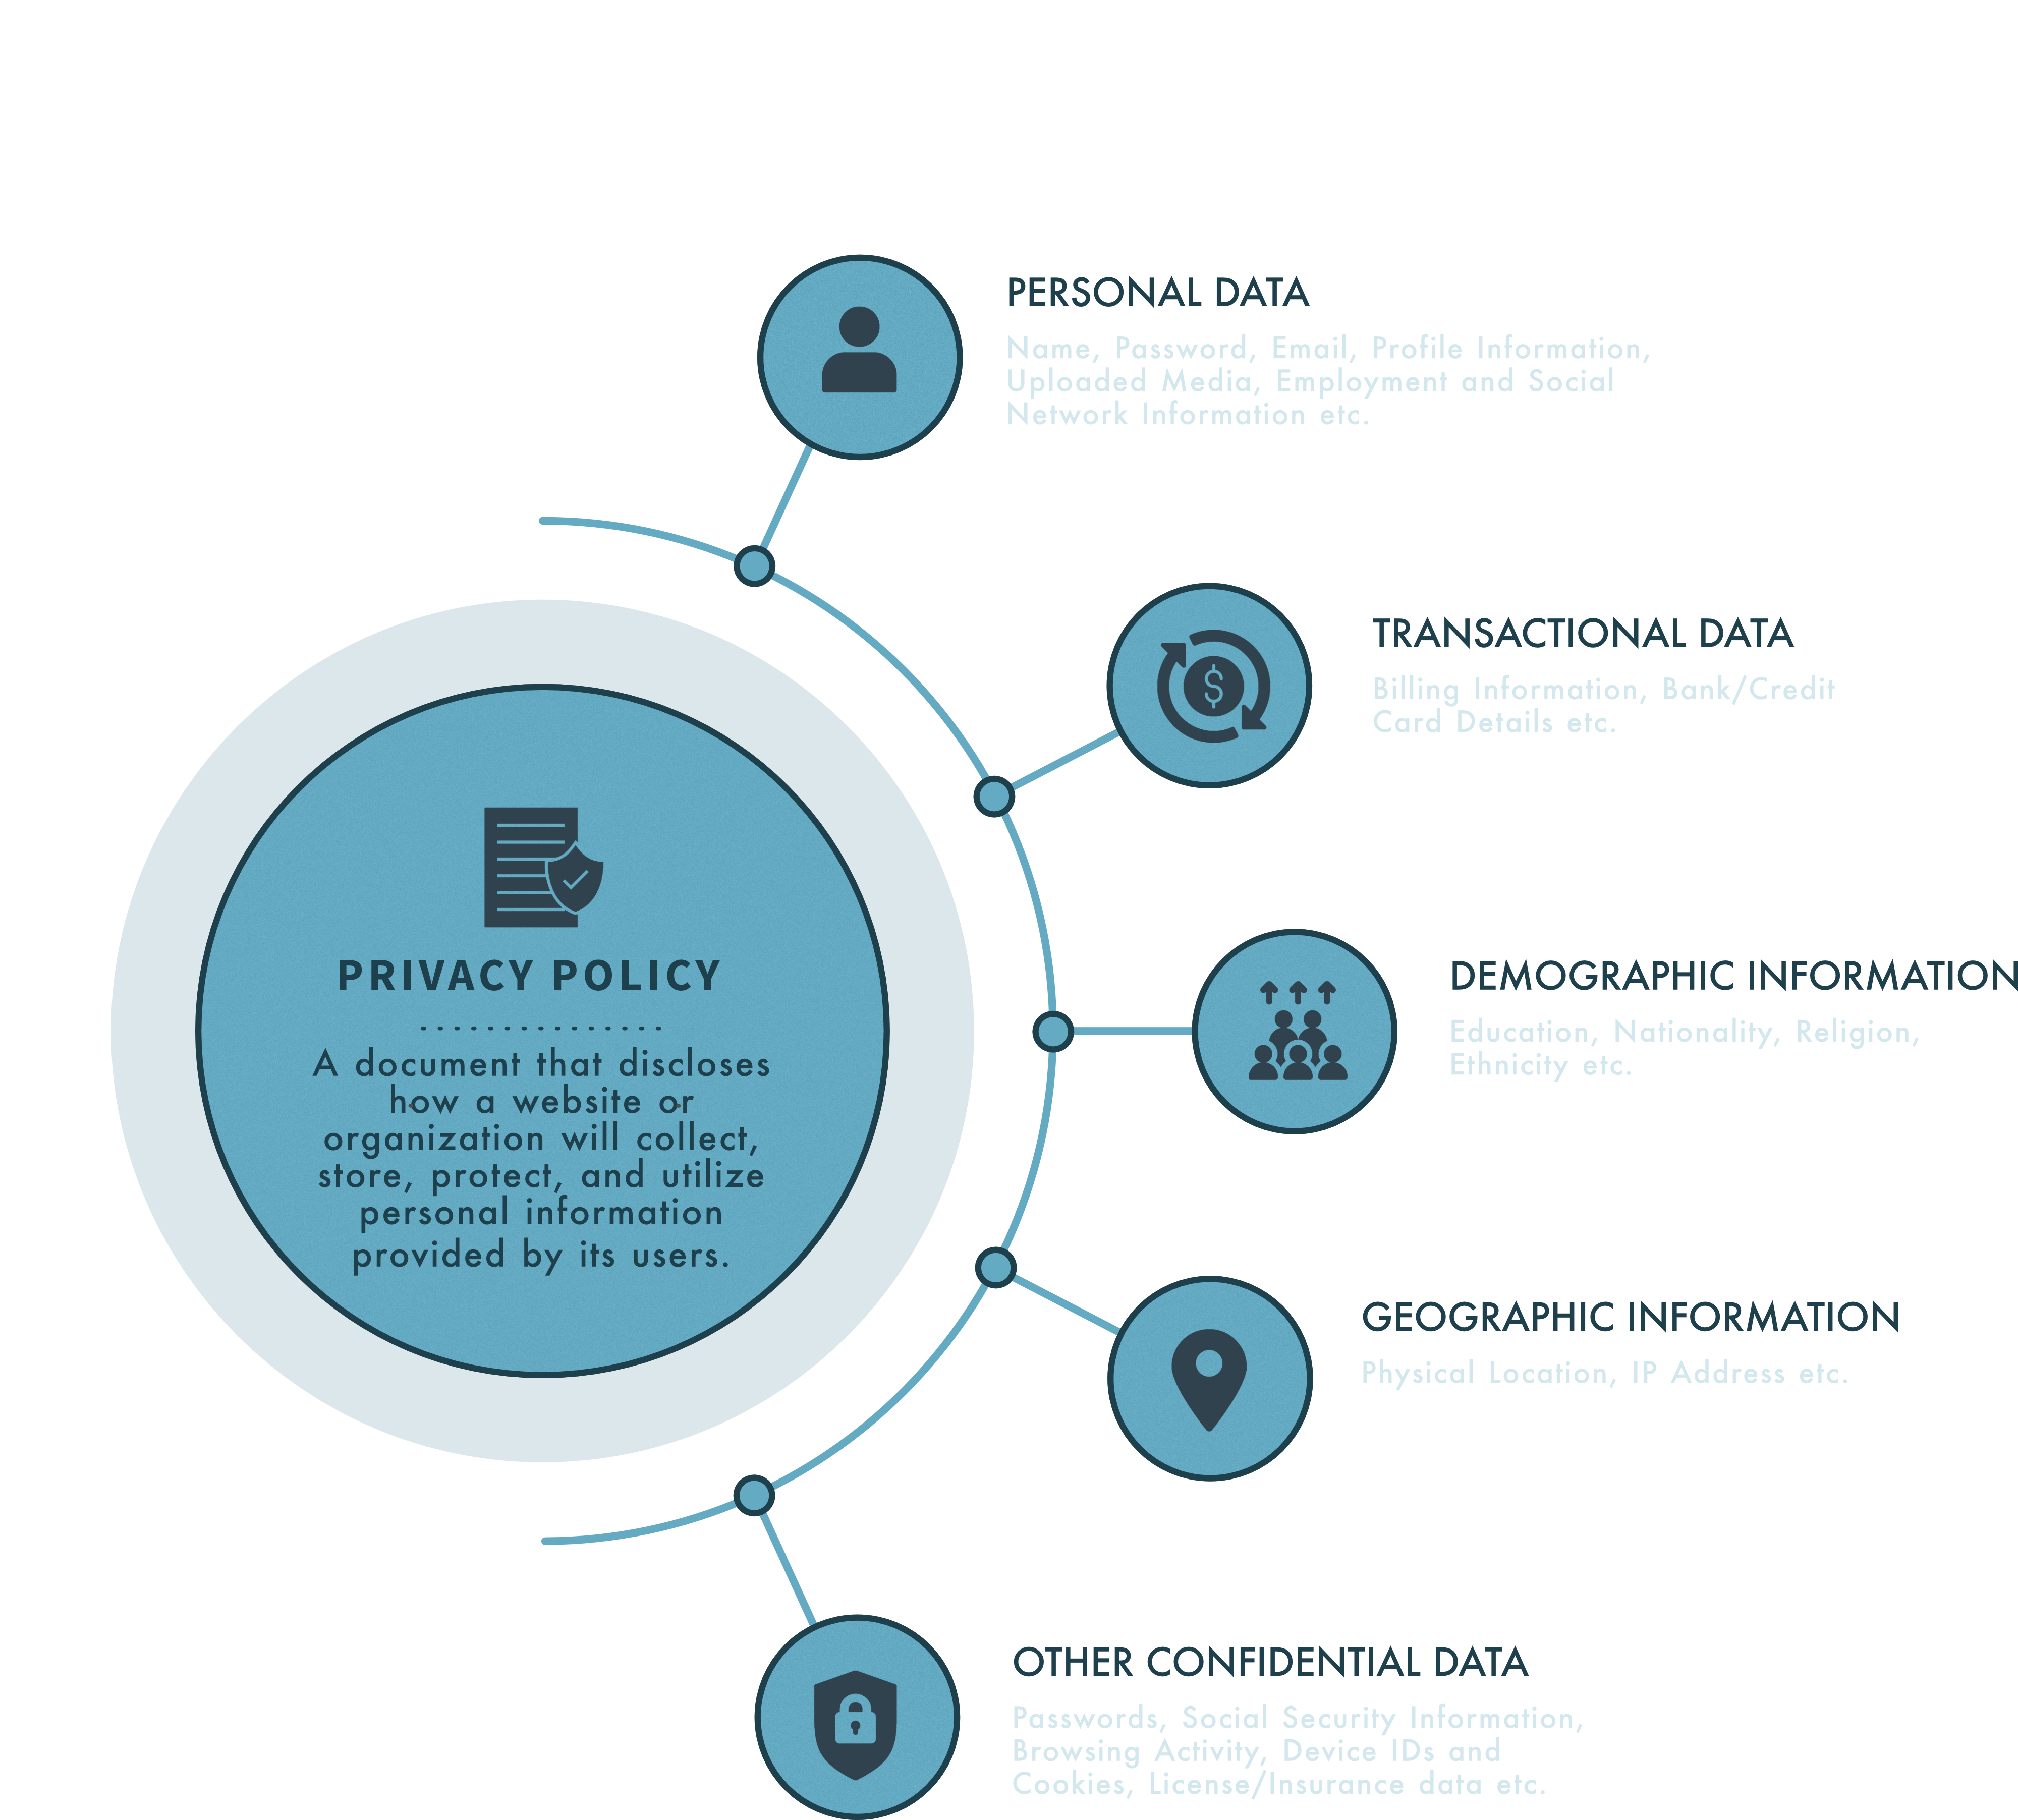 PERSONAL DATA
Name, Password, Email, Profile Information,
Uploaded Media, Employment and Social
Network Information etc.
TRANSACTIONAL DATA
Billing Information, Bank/Credit
Card Details etc.
PRIVACY POLICY
A document that discloses
how a website or
organization will collect,
store, protect, and utilize
personal information
provided by its users.
DEMOGRAPHIC INFORMATION
Education, Nationality, Religion,
Ethnicity etc.
GEOGRAPHIC INFORMATION
Physical Location, IP Address etc.
OTHER CONFIDENTIAL DATA
Passwords, Social Security Information,
Browsing Activity, Device IDs and
Cookies, License/Insurance data etc.